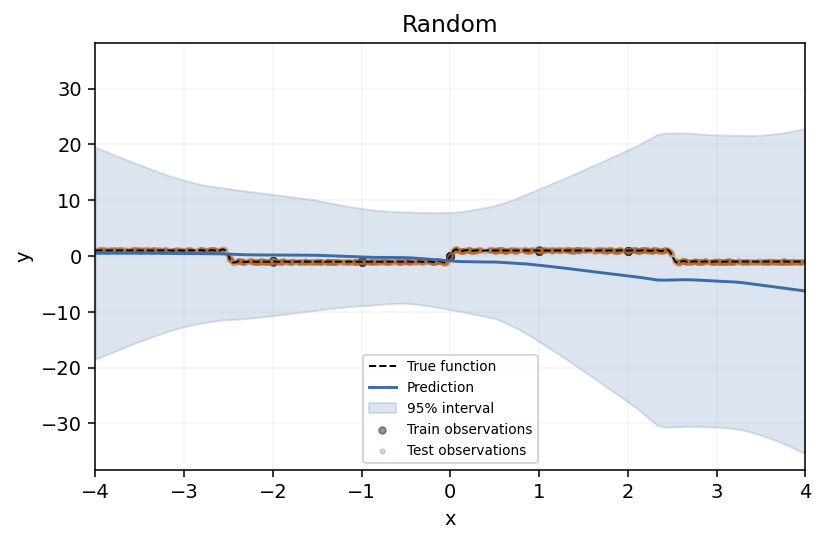 Random
30
20
10
0
−10
−20
−30
y
True function
Prediction
95% interval
Train observations
Test observations
−4 −3 −2 −1 0 1 2 3 4
x